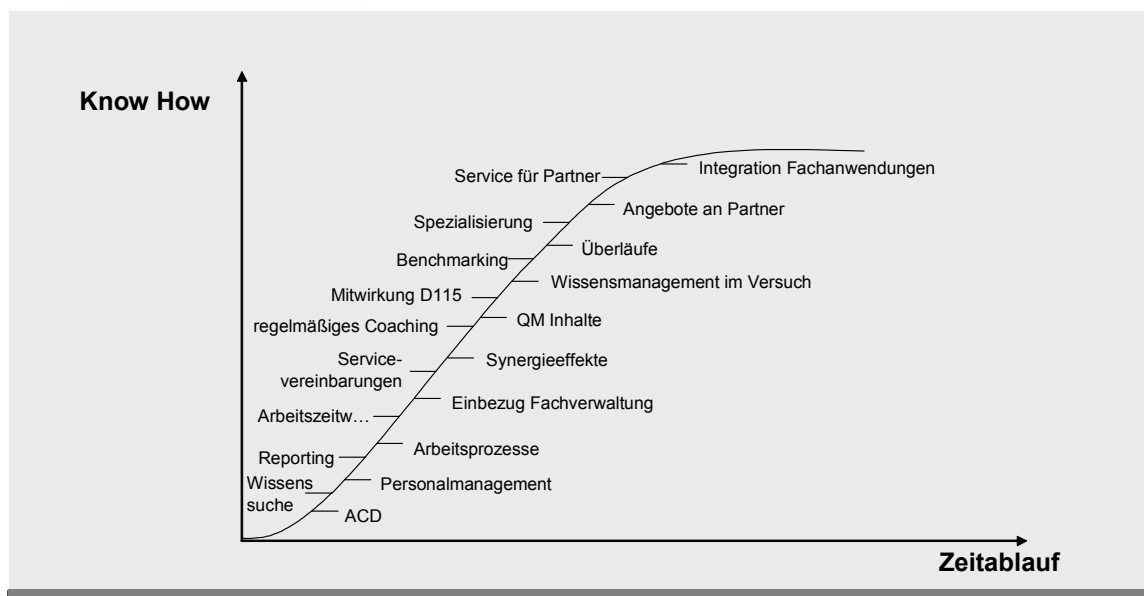 Know How
Integration Fachanwendungen
Service für Partner
Angebote an Partner
Spezialisierung
Überläufe
Benchmarking
Wissensmanagement im Versuch
Mitwirkung D115
QM Inhalte
regelmäßiges Coaching
Synergieeffekte
Service-
vereinbarungen
Einbezug Fachverwaltung
Arbeitszeitw…
Arbeitsprozesse
Reporting
Wissens
suche
Personalmanagement
ACD
Zeitablauf